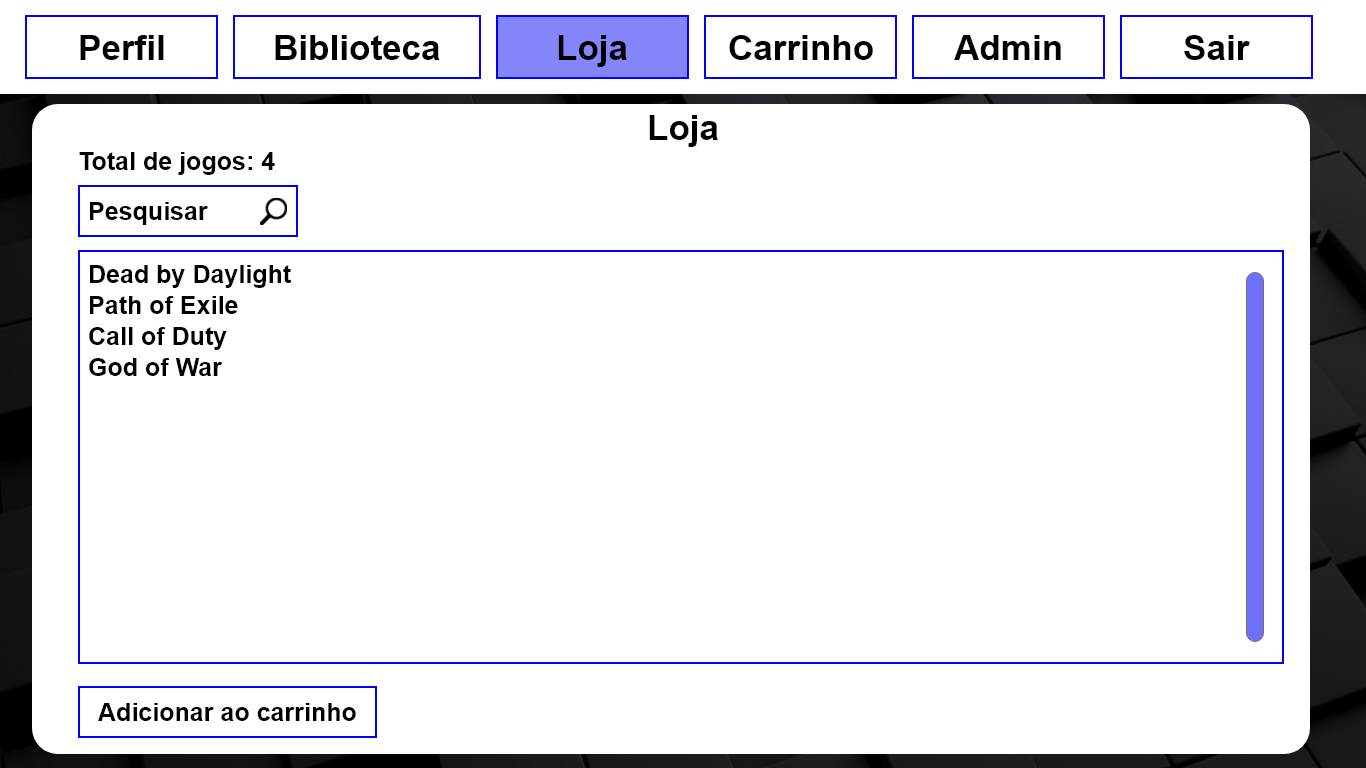 Perfil
Biblioteca
Loja
Carrinho
Admin
Sair
Loja
Total de jogos: 4
Pesquisar
Dead by Daylight
Path of Exile
Call of Duty
God of War
Adicionar ao carrinho